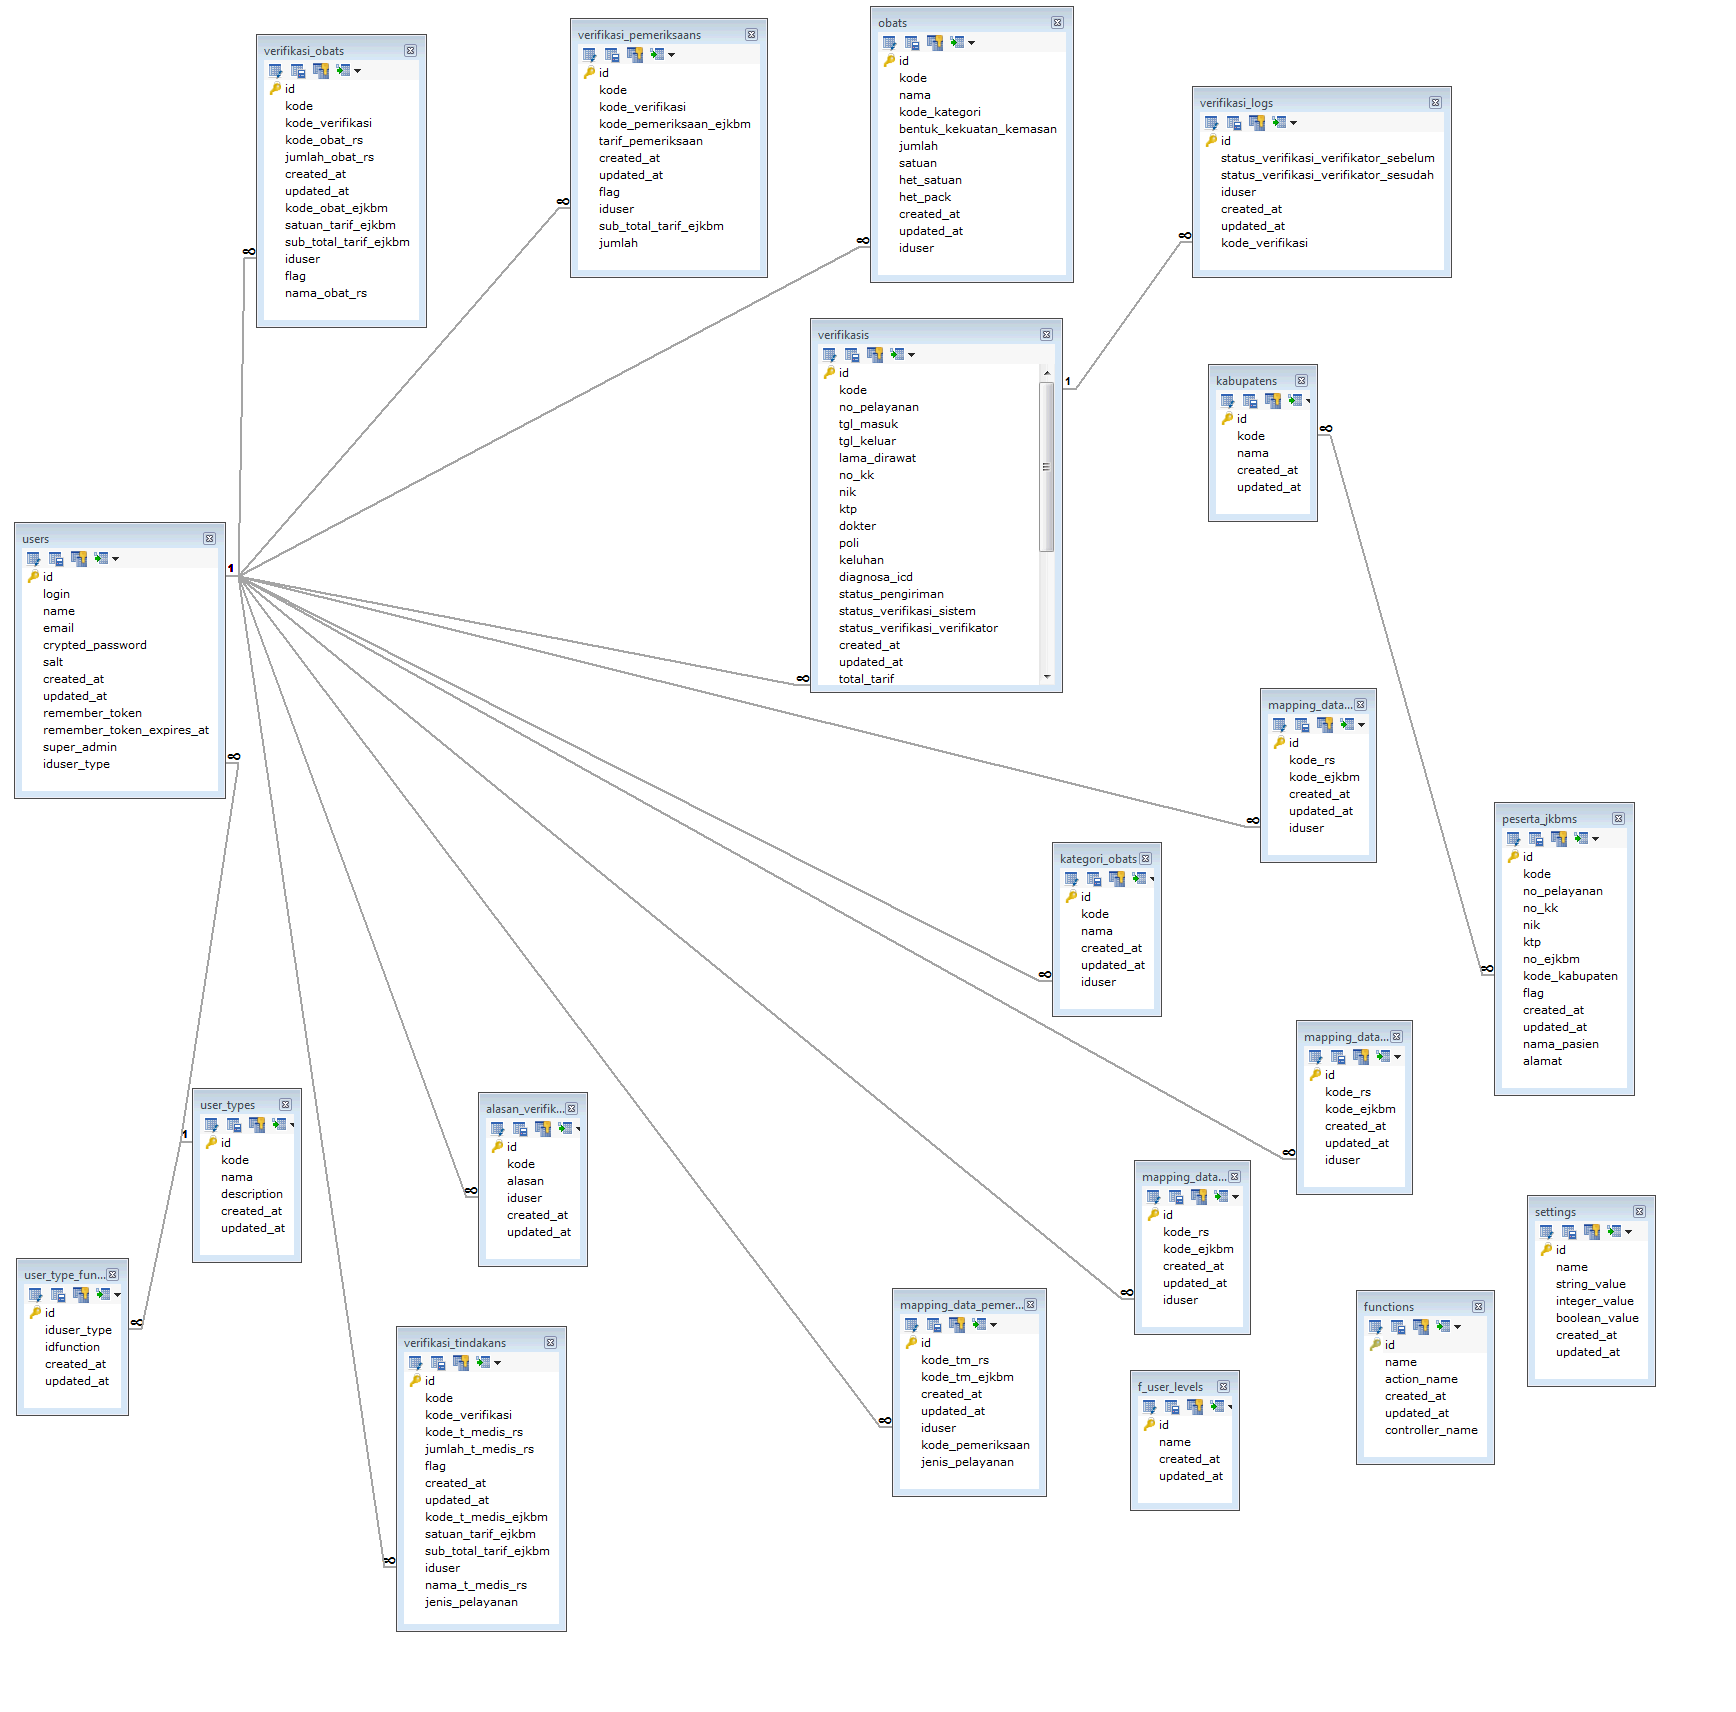 verifikasi_obats
id
kode
kode_verifikasi
kode_obat_rs
jumlah_obat_rs
created_at
updated_at
kode_obat_ejkbm
satuan_tarif_ejkbm
sub_total_tarif_ejkbm
iduser
flag
nama_obat_rs
verifikasi_pemeriksaans
id
kode
kode_verifikasi
kode_pemeriksaan_ejkbm
tarif_pemeriksaan
created_at
updated_at
flag
iduser
sub_total_tarif_ejkbm
jumlah
obats
id
kode
nama
kode_kategori
bentuk_kekuatan_kemasan
jumlah
satuan
het_satuan
het_pack
created_at
updated_at
iduser
verifikasi_logs
id
status_verifikasi_verifikator_sebelum
status_verifikasi_verifikator_sesudah
iduser
created_at
updated_at
kode_verifikasi
verifikasis
id
kode
no_pelayanan
tgl_masuk
tgl_keluar
lama_dirawat
no_kk
nik
ktp
dokter
poli
keluhan
diagnosa_icd
status_pengiriman
status_verifikasi_sistem
status_verifikasi_verifikator
created_at
updated_at
total_tarif
1
kabupatens
id
kode
nama
created_at
updated_at
users
id
login
name
email
crypted_password
salt
created_at
updated_at
remember_token
remember_token_expires_at
super_admin
iduser_type
1
mapping_data...
id
kode_rs
kode_ejkbm
created_at
updated_at
iduser
peserta_jkbms
id
kode
no_pelayanan
no_kk
nik
ktp
no_ejkbm
kode_kabupaten
flag
created_at
updated_at
nama_pasien
alamat
kategori_obats
id
kode
nama
created_at
updated_at
iduser
mapping_data...
id
kode_rs
kode_ejkbm
created_at
updated_at
iduser
user_types
id
kode
nama
description
created_at
updated_at
1
alasan_verifik...
id
kode
alasan
iduser
created_at
updated_at
mapping_data...
id
kode_rs
kode_ejkbm
created_at
updated_at
iduser
settings
id
name
string_value
integer_value
boolean_value
created_at
updated_at
user_type_fun...
id
iduser_type
idfunction
created_at
updated_at
verifikasi_tindakans
id
kode
kode_verifikasi
kode_t_medis_rs
jumlah_t_medis_rs
flag
created_at
updated_at
kode_t_medis_ejkbm
satuan_tarif_ejkbm
sub_total_tarif_ejkbm
iduser
nama_t_medis_rs
jenis_pelayanan
mapping_data_pemer...
id
kode_tm_rs
kode_tm_ejkbm
created_at
updated_at
iduser
kode_pemeriksaan
jenis_pelayanan
f_user_levels
id
name
created_at
updated_at
functions
id
name
action_name
created_at
updated_at
controller_name